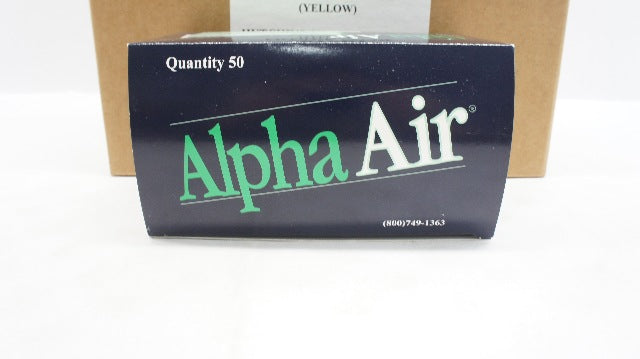 (YELLOW)
Quantity 50
Alpha Air®
(800)749-1363